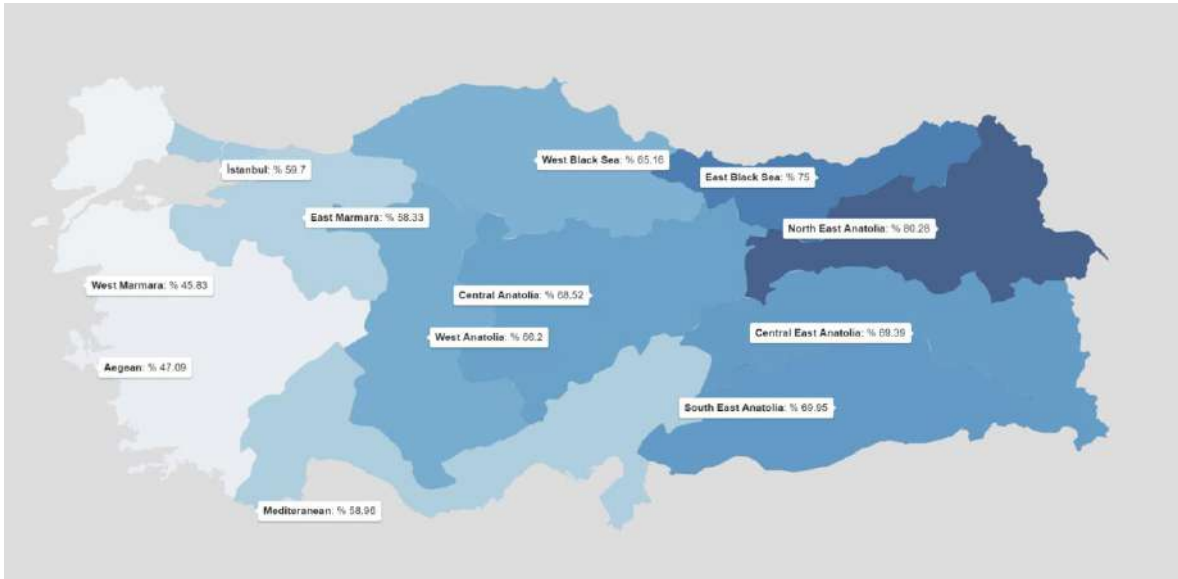 West Black Sea: % 65.16
İstanbul: % 59.7
East Black Sea: % 75
East Marmara: % 58.33
North East Anatolia: % 80.28
West Marmara: % 45.83
Central Anatolia: % 68.52
West Anatolia: % 66.2
Central East Anatolia: % 69.39
Aegean: % 47.09
South East Anatolia: % 69.95
Mediteranean: % 58.96